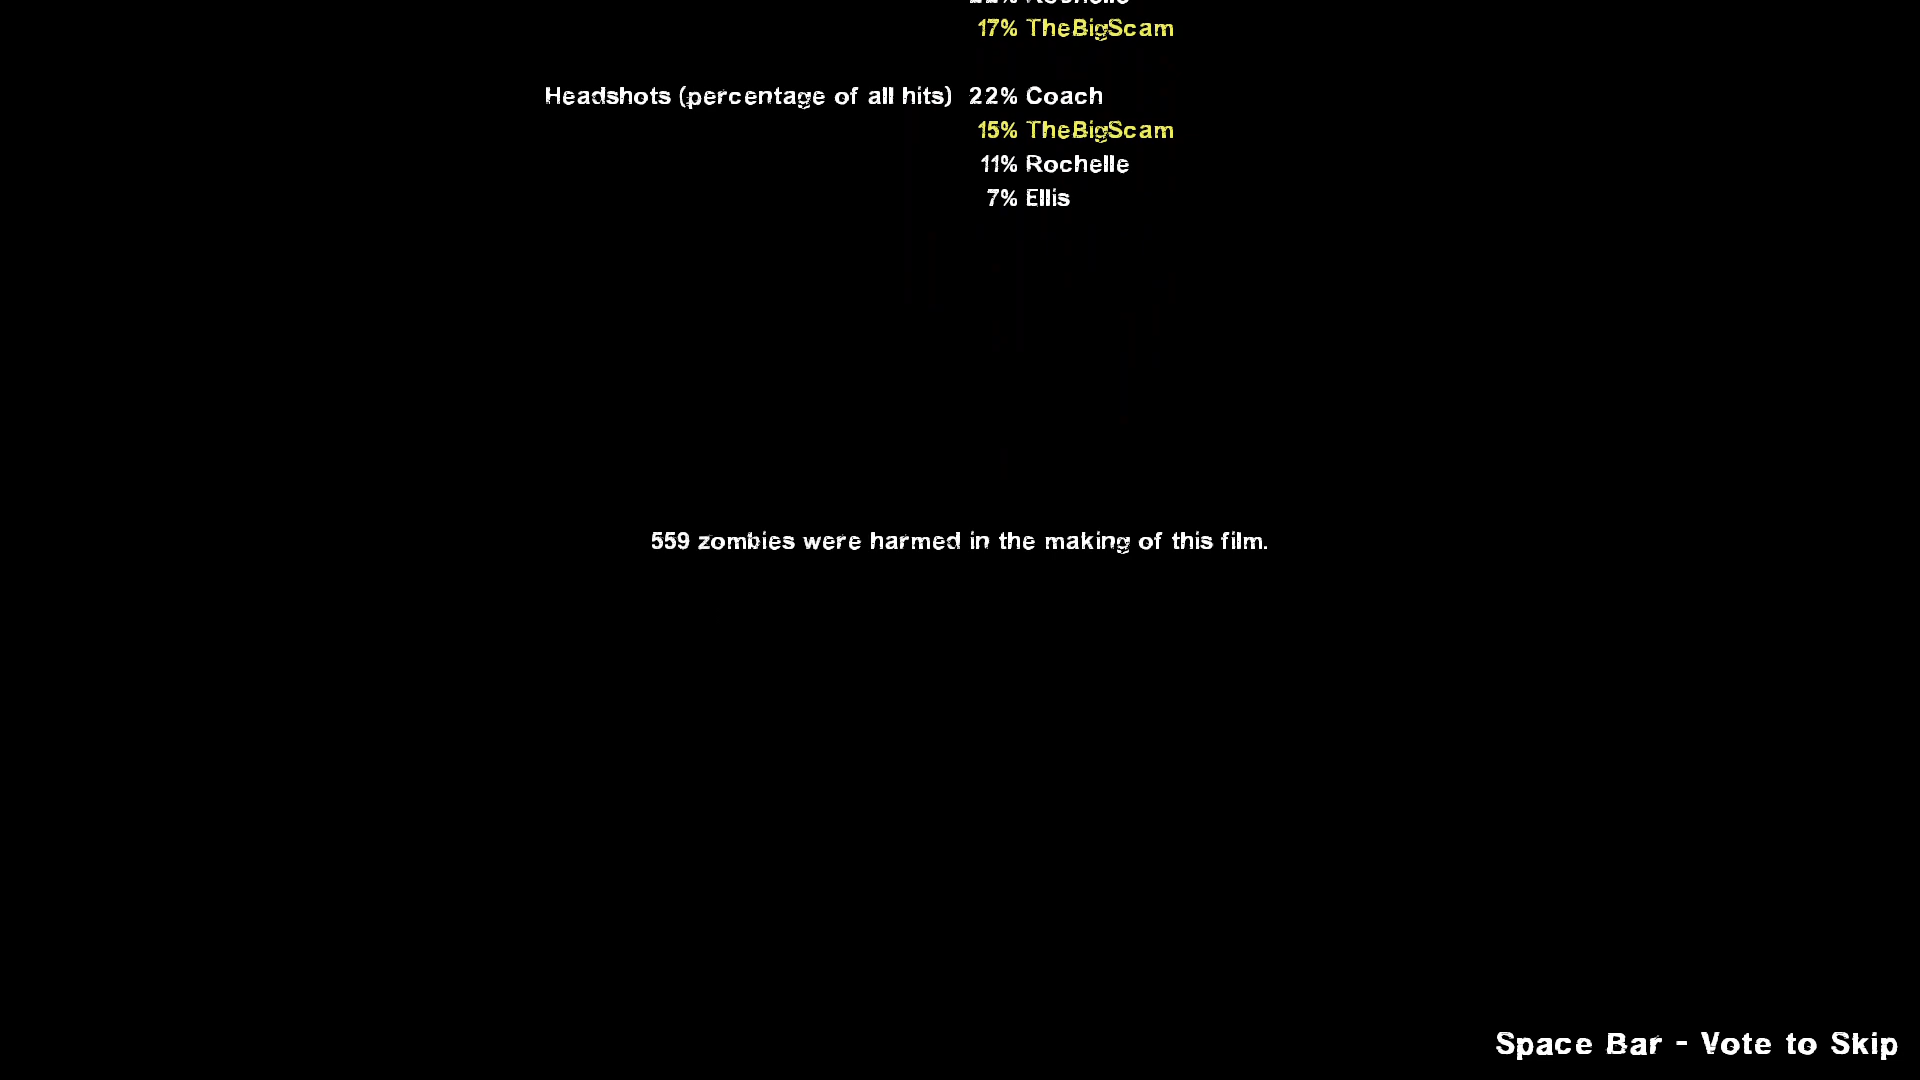 17% TheBigScam
Headshots (percentage of all hits) 22% Coach
15% TheBigScam
11% Rochelle
7% Ellis
559 zombies were harmed in the making of this film.
Space Bar - Vote to Skip